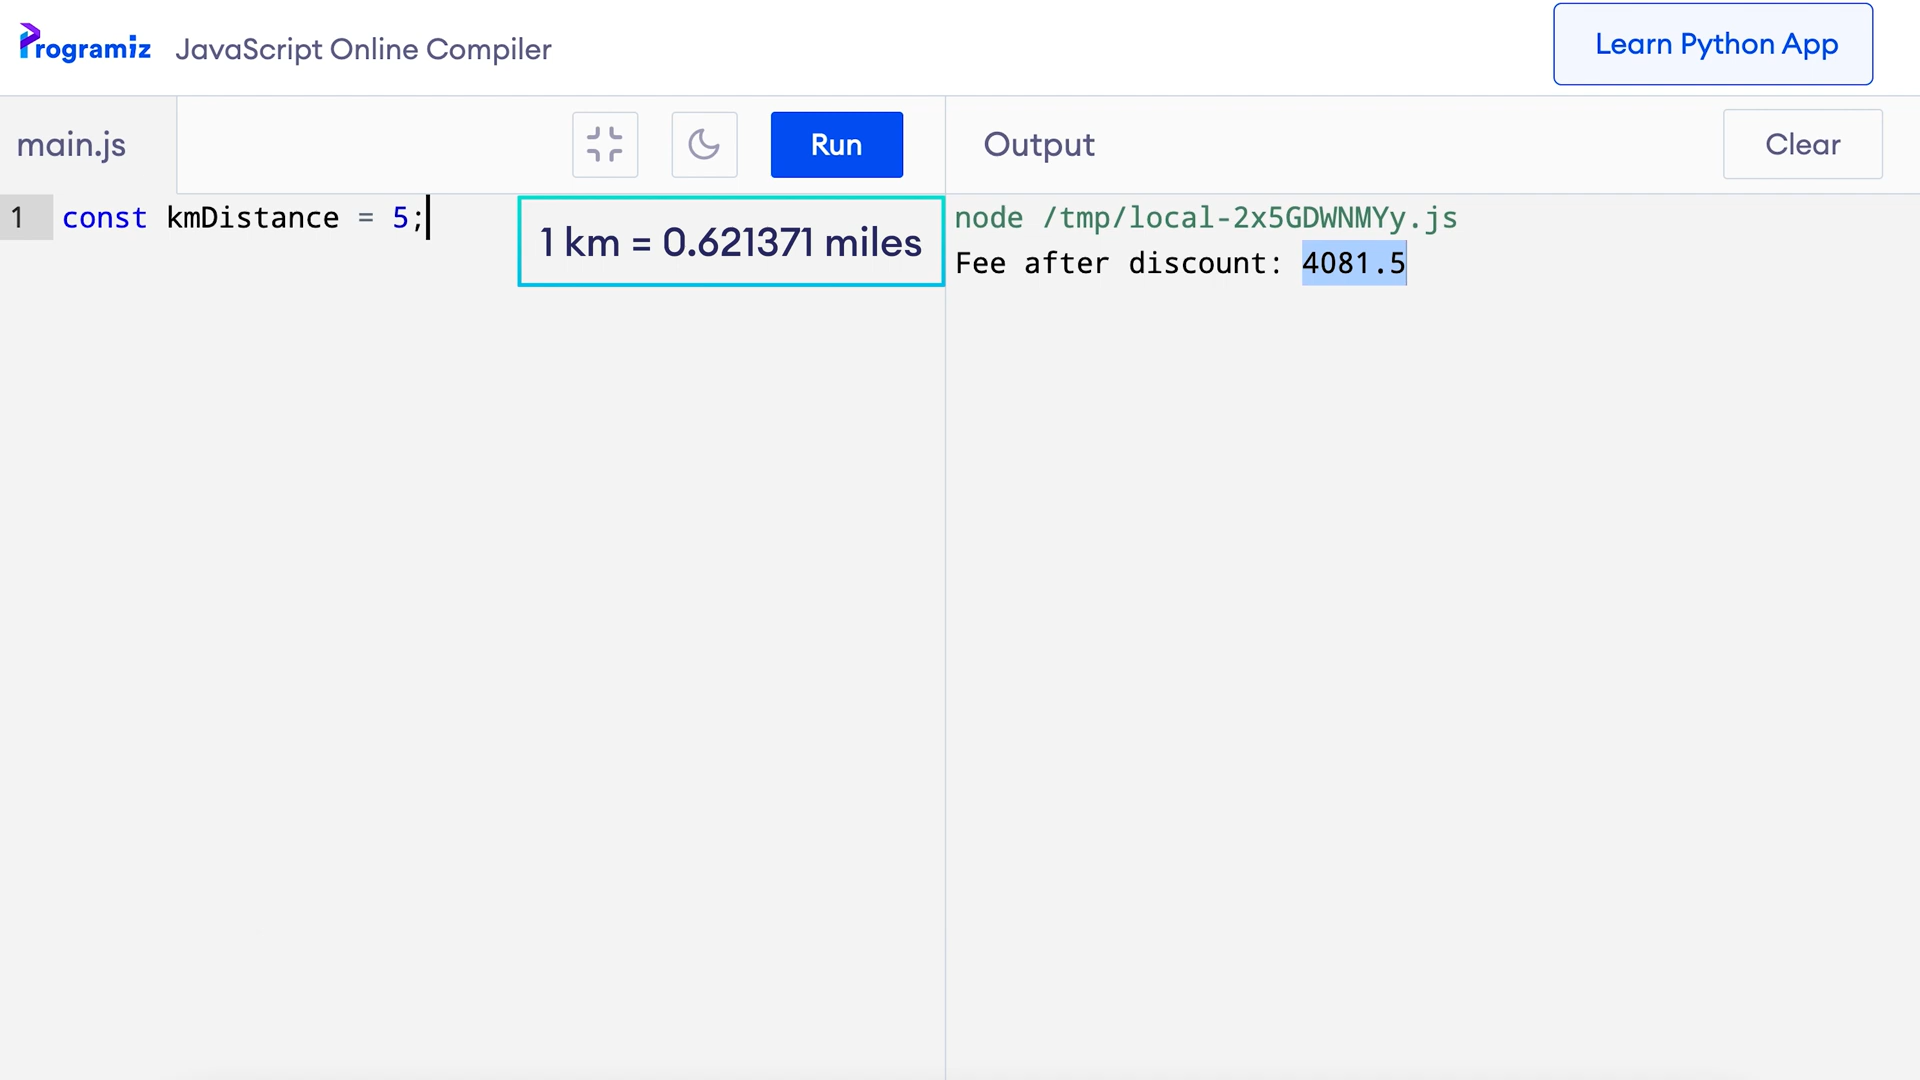 Programiz JavaScript Online Compiler
Learn Python App
main.js
Run
Output
Clear
1 const kmDistance = 5;
1 km = 0.621371 miles
node /tmp/local-2x5GDWNMYy.js
Fee after discount: 4081.5